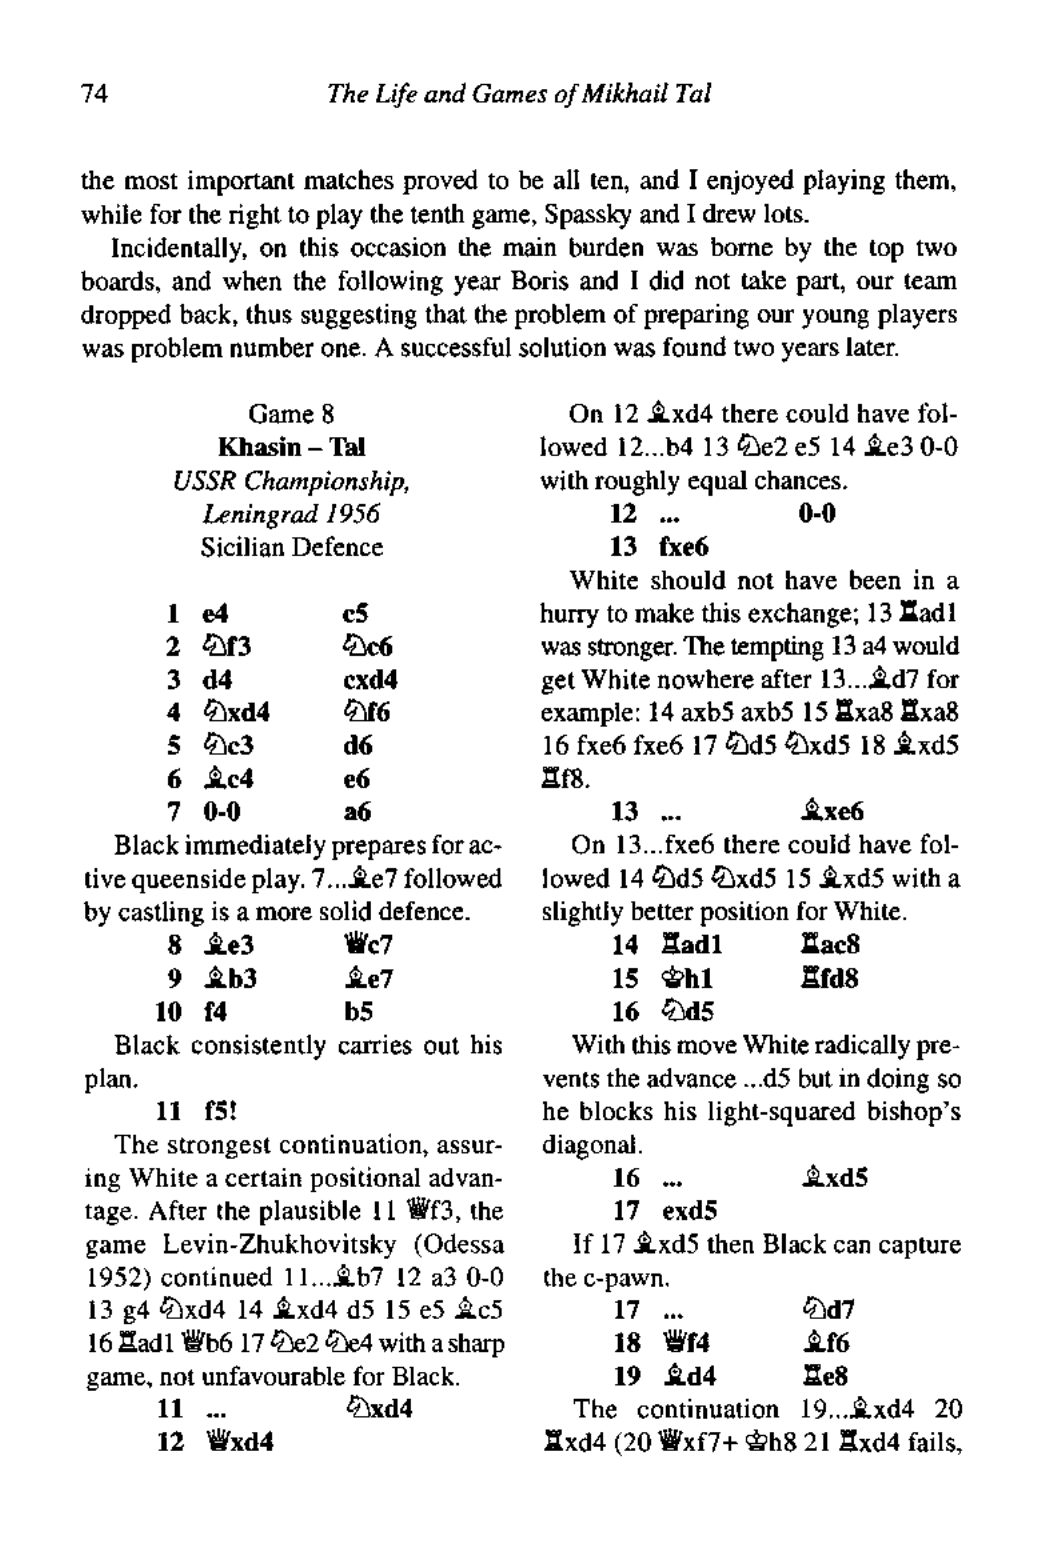 74 The Life and Games of Mikhail Tal
the most important matches proved to be all ten, and I enjoyed playing them,
while for the right to play the tenth game, Spassky and I drew lots.
Incidentally, on this occasion the main burden was borne by the top two
boards, and when the following year Boris and I did not take part, our team
dropped back, thus suggesting that the problem of preparing our young players
was problem number one. A successful solution was found two years later.
Game 8
Khasin – Tal
USSR Championship,
Leningrad 1956
Sicilian Defence
1 e4 c5
2 ♘f3 ♘c6
3 d4 cxd4
4 ♘xd4 ♘f6
5 ♘c3 d6
6 ♗c4 e6
7 0-0 a6
Black immediately prepares for ac-
tive queenside play. 7...♗e7 followed
by castling is a more solid defence.
8 ♗e3 ♕c7
9 ♗b3 ♗e7
10 f4 b5
Black consistently carries out his
plan.
11 f5!
The strongest continuation, assur-
ing White a certain positional advan-
tage. After the plausible 11 ♕f3, the
game Levin-Zhukhovitsky (Odessa
1952) continued 11...♗b7 12 a3 0-0
13 g4 ♘xd4 14 ♗xd4 d5 15 e5 ♗c5
16 ♖ad1 ♕b6 17 ♘e2 ♘e4 with a sharp
game, not unfavourable for Black.
11 ... ♘xd4
12 ♕xd4
On 12 ♗xd4 there could have fol-
lowed 12...b4 13 ♘e2 e5 14 ♗e3 0-0
with roughly equal chances.
12 ... 0-0
13 fxe6
White should not have been in a
hurry to make this exchange; 13 ♖ad1
was stronger. The tempting 13 a4 would
get White nowhere after 13...♗d7 for
example: 14 axb5 axb5 15 ♖xa8 ♖xa8
16 fxe6 fxe6 17 ♘d5 ♘xd5 18 ♗xd5
♖f8.
13 ... ♗xe6
On 13...fxe6 there could have fol-
lowed 14 ♘d5 ♘xd5 15 ♗xd5 with a
slightly better position for White.
14 ♖ad1 ♖ac8
15 ♔h1 ♖fd8
16 ♘d5
With this move White radically pre-
vents the advance ...d5 but in doing so
he blocks his light-squared bishop's
diagonal.
16 ... ♗xd5
17 exd5
If 17 ♗xd5 then Black can capture
the c-pawn.
17 ... ♘d7
18 ♕f4 ♗f6
19 ♗d4 ♖e8
The continuation 19...♗xd4 20
♖xd4 (20 ♕xf7+ ♔h8 21 ♖xd4 fails,